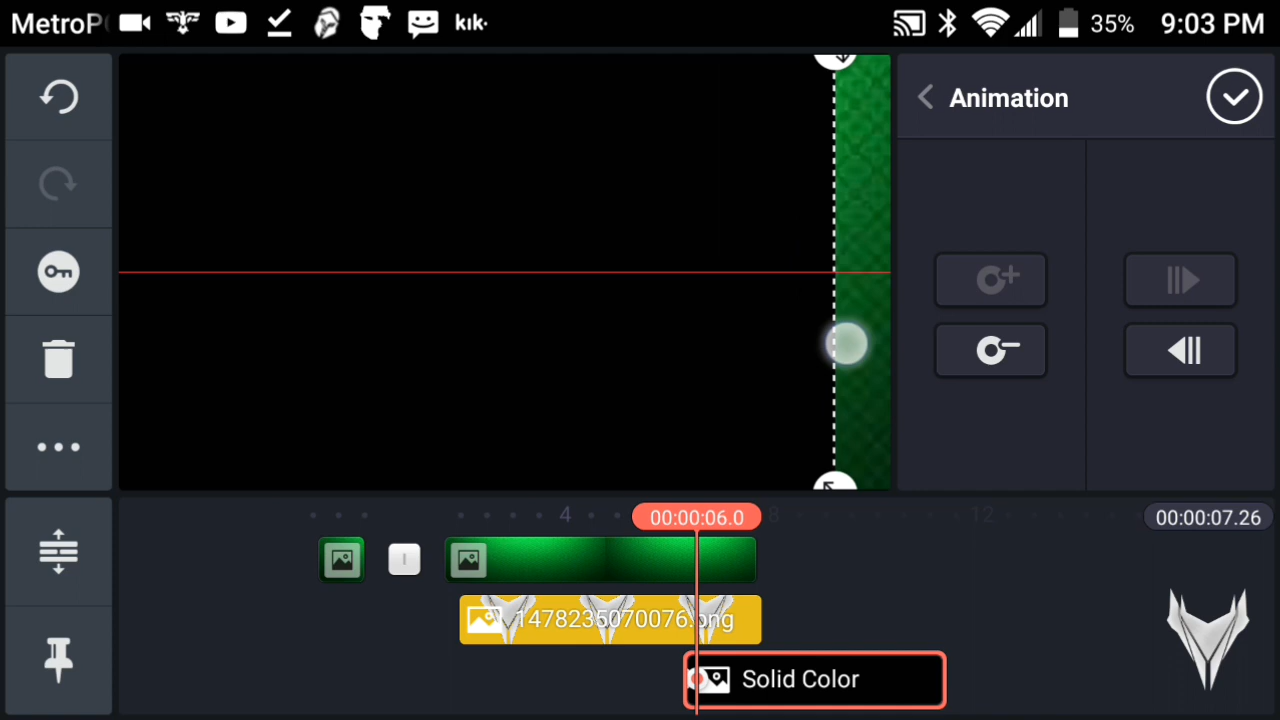 MetroP
kik·
35%
9:03 PM
Animation
4
8
12
00:00:06.0
00:00:07.26
1478235070076.png
Solid Color